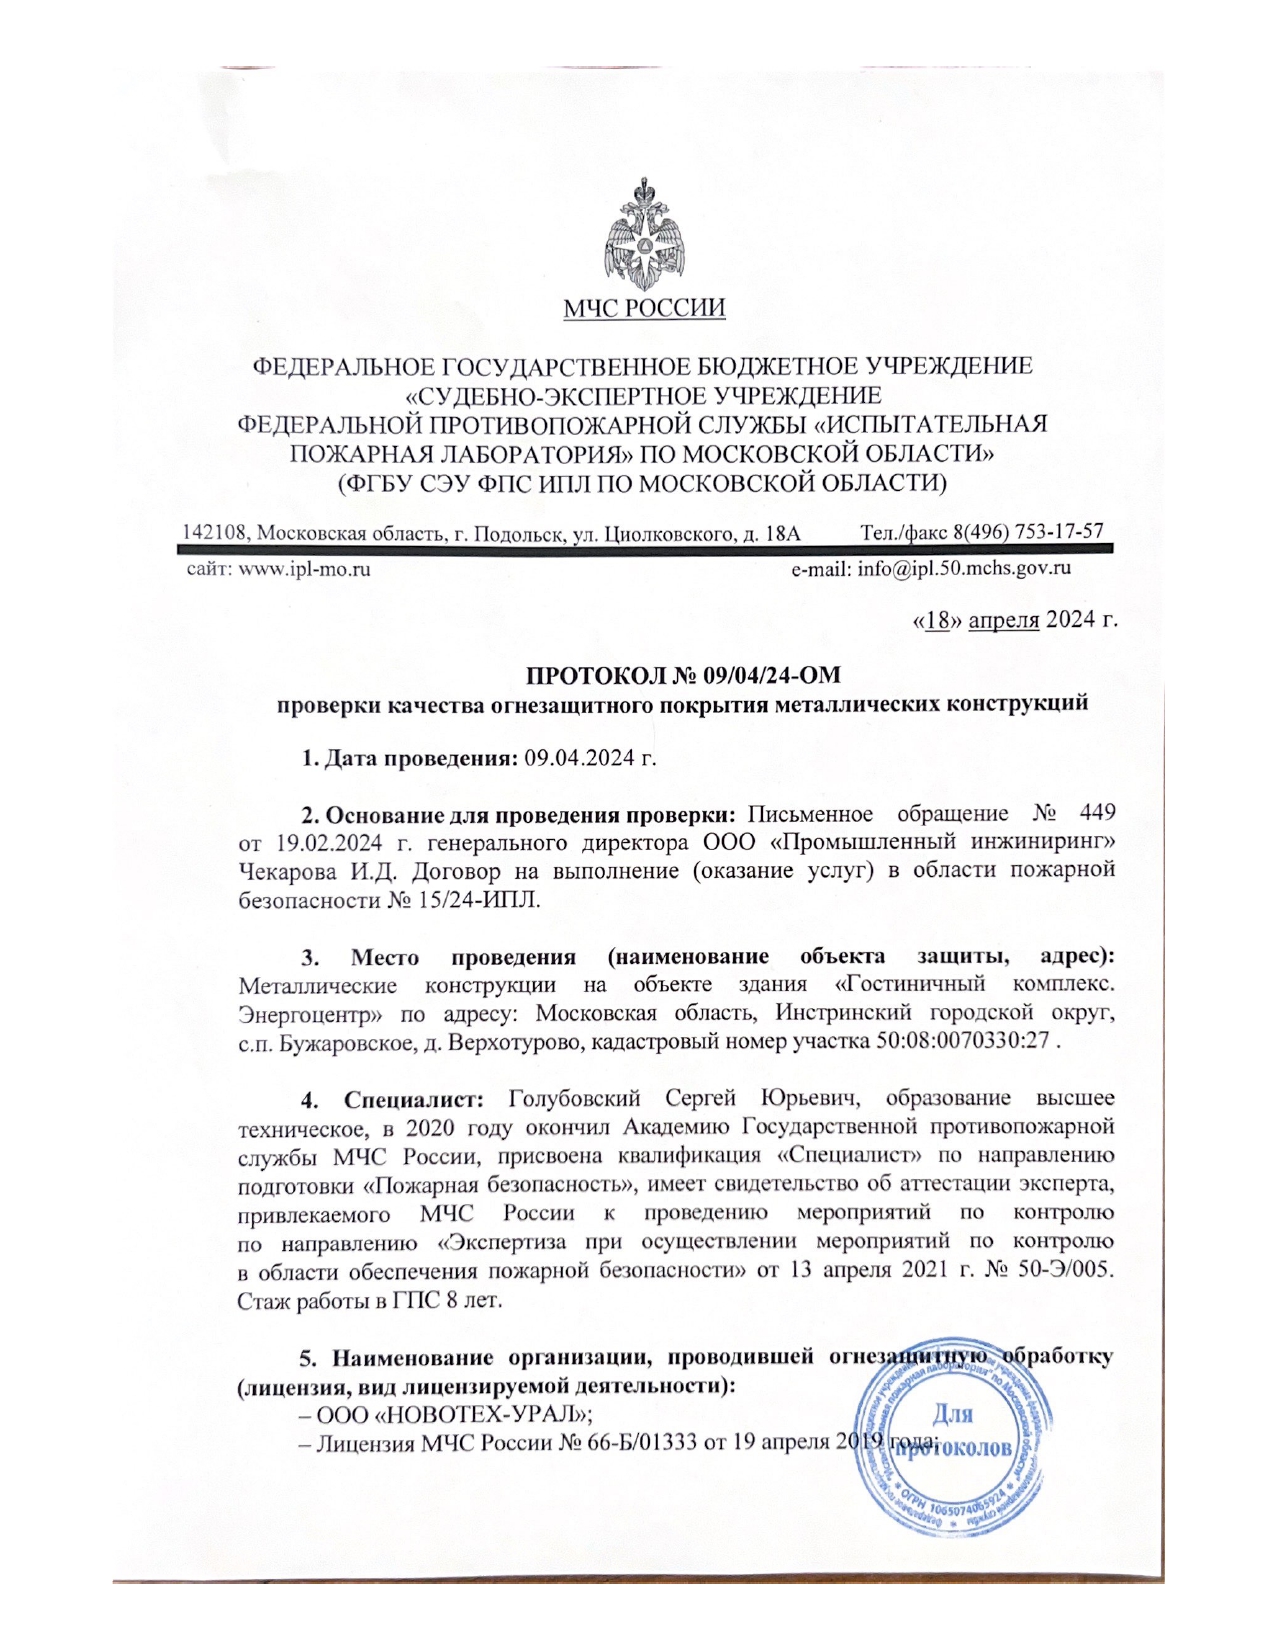 МЧС РОССИИ
ФЕДЕРАЛЬНОЕ ГОСУДАРСТВЕННОЕ БЮДЖЕТНОЕ УЧРЕЖДЕНИЕ
«СУДЕБНО-ЭКСПЕРТНОЕ УЧРЕЖДЕНИЕ
ФЕДЕРАЛЬНОЙ ПРОТИВОПОЖАРНОЙ СЛУЖБЫ «ИСПЫТАТЕЛЬНАЯ
ПОЖАРНАЯ ЛАБОРАТОРИЯ» ПО МОСКОВСКОЙ ОБЛАСТИ»
(ФГБУ СЭУ ФПС ИПЛ ПО МОСКОВСКОЙ ОБЛАСТИ)
142108, Московская область, г. Подольск, ул. Циолковского, д. 18А Тел./факс 8(496) 753-17-57
сайт: www.ipl-mo.ru e-mail: info@ipl.50.mchs.gov.ru
«18» апреля 2024 г.
ПРОТОКОЛ № 09/04/24-ОМ
проверки качества огнезащитного покрытия металлических конструкций
1. Дата проведения: 09.04.2024 г.
2. Основание для проведения проверки: Письменное обращение № 449
от 19.02.2024 г. генерального директора ООО «Промышленный инжиниринг»
Чекарова И.Д. Договор на выполнение (оказание услуг) в области пожарной
безопасности № 15/24-ИПЛ.
3. Место проведения (наименование объекта защиты, адрес):
Металлические конструкции на объекте здания «Гостиничный комплекс.
Энергоцентр» по адресу: Московская область, Инстринский городской округ,
с.п. Бужаровское, д. Верхотурово, кадастровый номер участка 50:08:0070330:27 .
4. Специалист: Голубовский Сергей Юрьевич, образование высшее
техническое, в 2020 году окончил Академию Государственной противопожарной
службы МЧС России, присвоена квалификация «Специалист» по направлению
подготовки «Пожарная безопасность», имеет свидетельство об аттестации эксперта,
привлекаемого МЧС России к проведению мероприятий по контролю
по направлению «Экспертиза при осуществлении мероприятий по контролю
в области обеспечения пожарной безопасности» от 13 апреля 2021 г. № 50-Э/005.
Стаж работы в ГПС 8 лет.
5. Наименование организации, проводившей огнезащитную обработку
(лицензия, вид лицензируемой деятельности):
– ООО «НОВОТЕХ-УРАЛ»;
– Лицензия МЧС России № 66-Б/01333 от 19 апреля 2019 года;
Для
протоколов
ОГРН 1065074065924